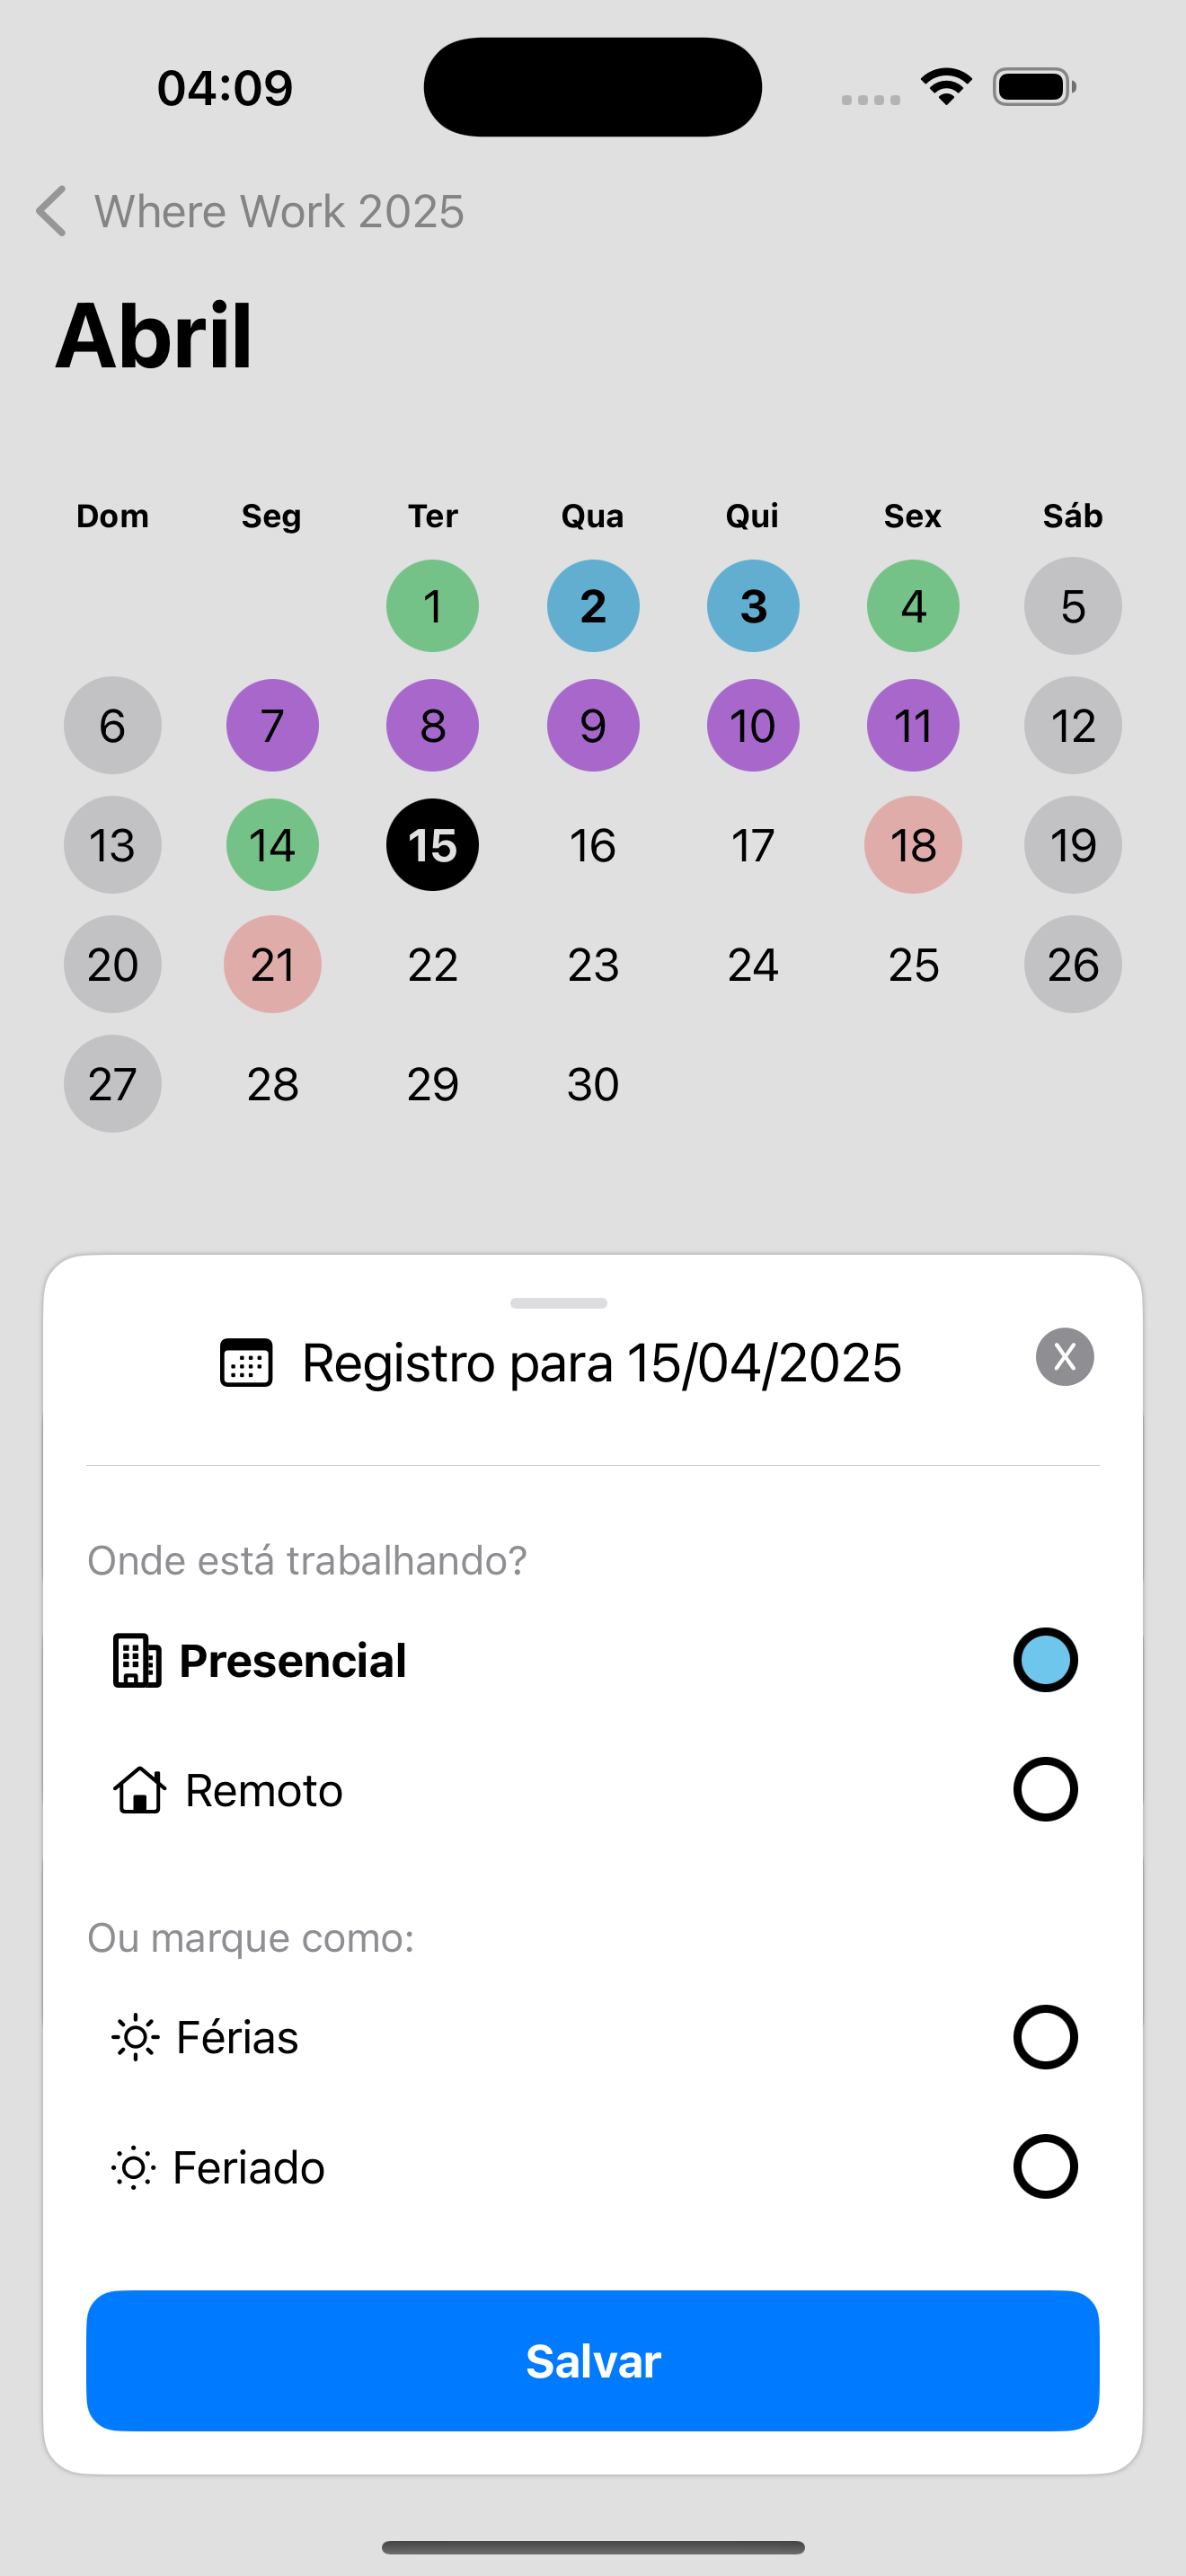 04:09
Where Work 2025
Abril
Dom Seg Ter Qua Qui Sex Sáb
1 2 3 4 5
6 7 8 9 10 11 12
13 14 15 16 17 18 19
20 21 22 23 24 25 26
27 28 29 30
Registro para 15/04/2025
X
Onde está trabalhando?
Presencial
Remoto
Ou marque como:
Férias
Feriado
Salvar